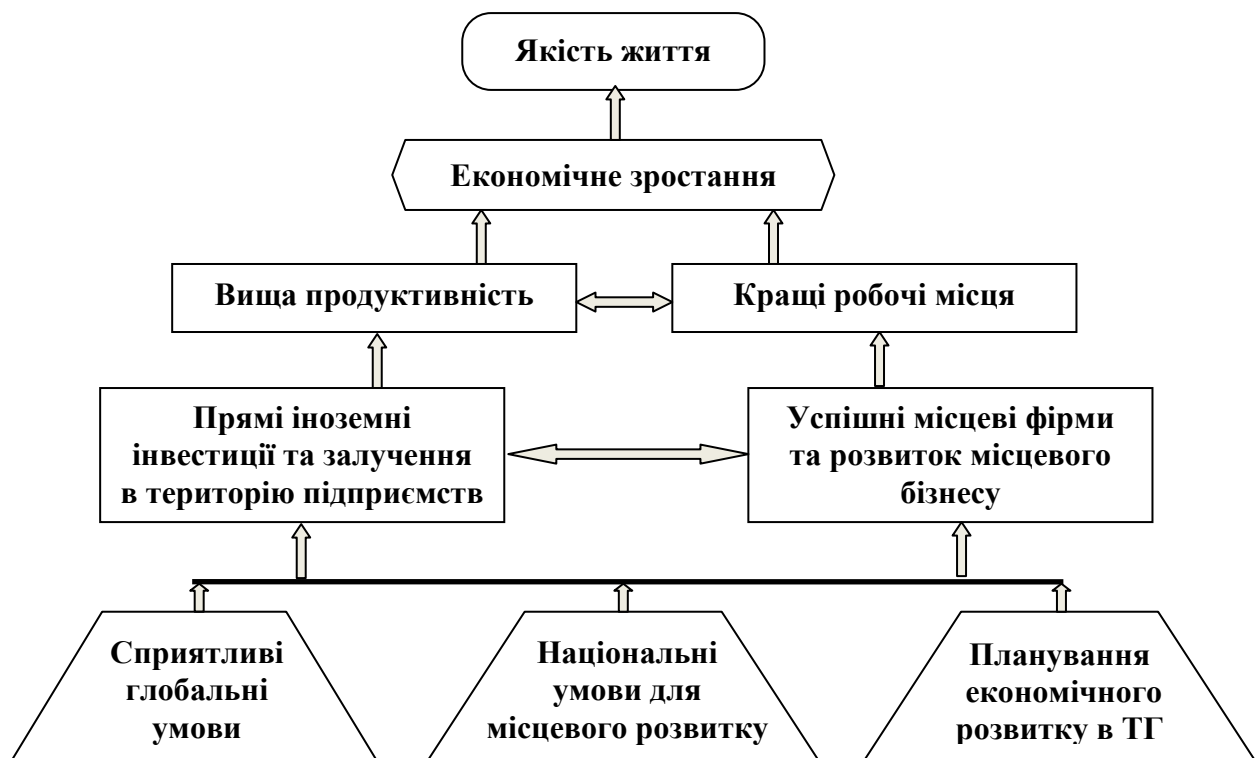 Якість життя
Економічне зростання
Вища продуктивність
Кращі робочі місця
Прямі іноземні
інвестиції та залучення
в територію підприємств
Успішні місцеві фірми
та розвиток місцевого
бізнесу
Сприятливі
глобальні
умови
Національні
умови для
місцевого розвитку
Планування
економічного
розвитку в ТГ